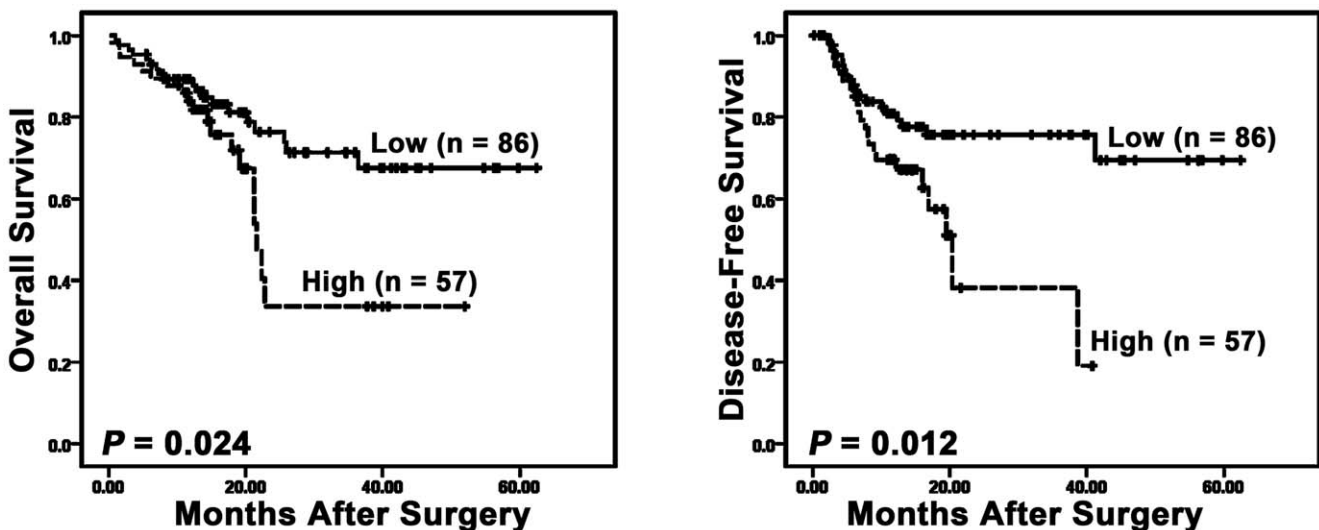 Overall Survival
1.0
0.8
0.6
0.4
0.2
0.0
Low (n = 86)
High (n = 57)
P = 0.024
0.00 20.00 40.00 60.00
Months After Surgery
Disease-Free Survival
1.0
0.8
0.6
0.4
0.2
0.0
Low (n = 86)
High (n = 57)
P = 0.012
0.00 20.00 40.00 60.00
Months After Surgery